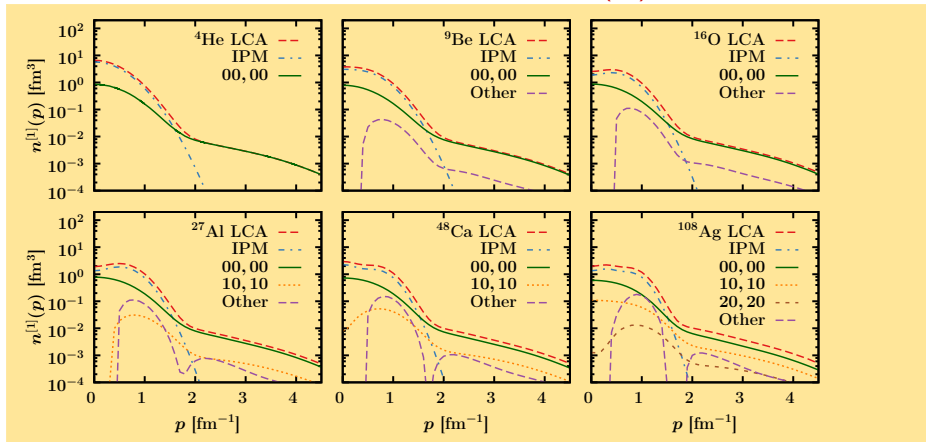 n^[1](p) [fm³]
10²
10¹
10⁰
10⁻¹
10⁻²
10⁻³
10⁻⁴
⁴He LCA
IPM
00,00
⁹Be LCA
IPM
00,00
Other
¹⁶O LCA
IPM
00,00
Other
n^[1](p) [fm³]
10²
10¹
10⁰
10⁻¹
10⁻²
10⁻³
10⁻⁴
²⁷Al LCA
IPM
00,00
10,10
Other
⁴⁸Ca LCA
IPM
00,00
10,10
Other
¹⁰⁸Ag LCA
IPM
00,00
10,10
20,20
Other
0 1 2 3 4
0 1 2 3 4
0 1 2 3 4
p [fm⁻¹]
p [fm⁻¹]
p [fm⁻¹]